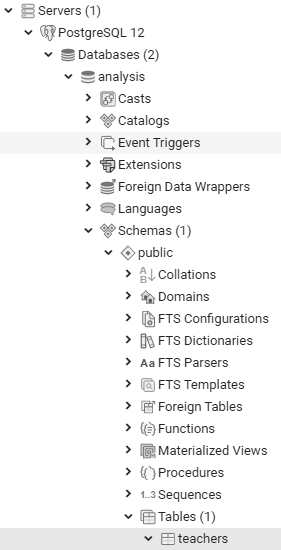 Servers (1)
PostgreSQL 12
Databases (2)
analysis
Casts
Catalogs
Event Triggers
Extensions
Foreign Data Wrappers
Languages
Schemas (1)
public
Collations
Domains
FTS Configurations
FTS Dictionaries
Aa FTS Parsers
FTS Templates
Foreign Tables
Functions
Materialized Views
Procedures
1..3 Sequences
Tables (1)
teachers